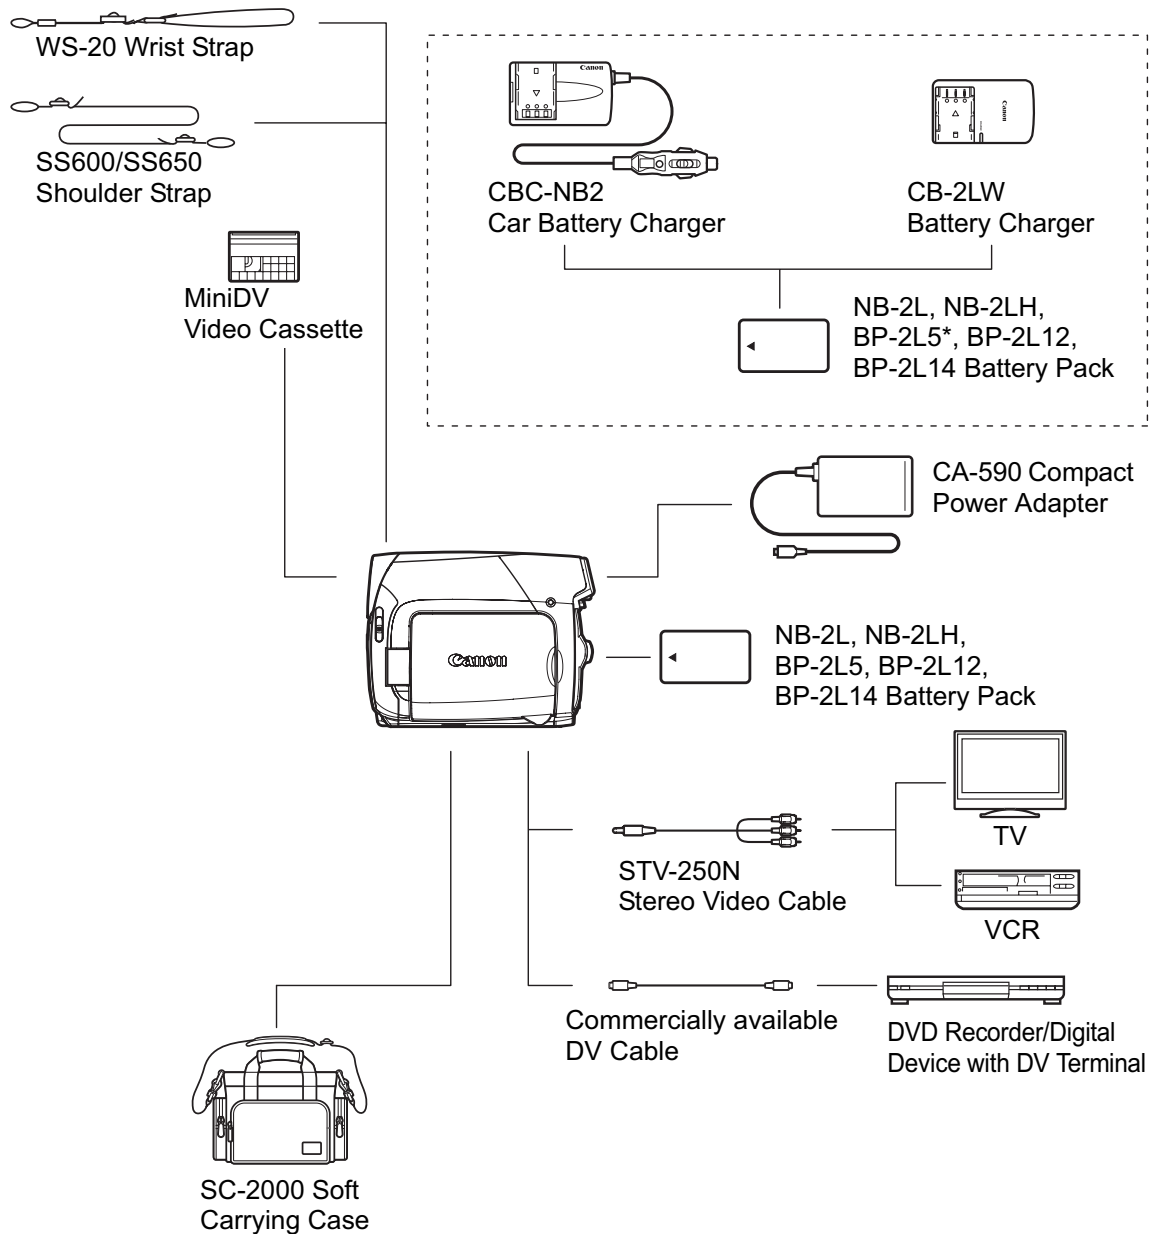 WS-20 Wrist Strap
SS600/SS650
Shoulder Strap
MiniDV
Video Cassette
Canon
CBC-NB2
Car Battery Charger
Canon
CB-2LW
Battery Charger
NB-2L, NB-2LH,
BP-2L5*, BP-2L12,
BP-2L14 Battery Pack
CA-590 Compact
Power Adapter
Canon
NB-2L, NB-2LH,
BP-2L5, BP-2L12,
BP-2L14 Battery Pack
TV
STV-250N
Stereo Video Cable
VCR
Commercially available
DV Cable
DVD Recorder/Digital
Device with DV Terminal
SC-2000 Soft
Carrying Case